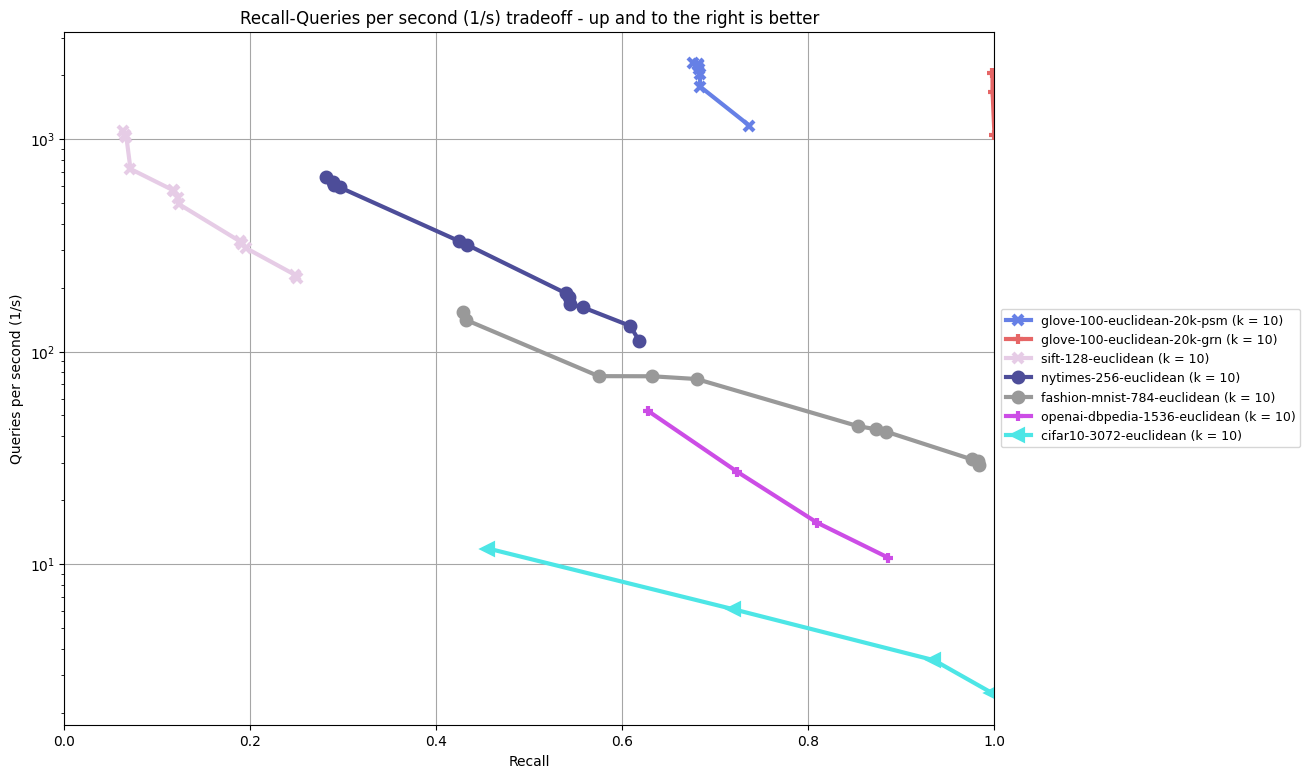 Recall-Queries per second (1/s) tradeoff - up and to the right is better
Queries per second (1/s)
10³
10²
10¹
0.0 0.2 0.4 0.6 0.8 1.0
Recall
glove-100-euclidean-20k-psm (k = 10)
glove-100-euclidean-20k-grn (k = 10)
sift-128-euclidean (k = 10)
nytimes-256-euclidean (k = 10)
fashion-mnist-784-euclidean (k = 10)
openai-dbpedia-1536-euclidean (k = 10)
cifar10-3072-euclidean (k = 10)